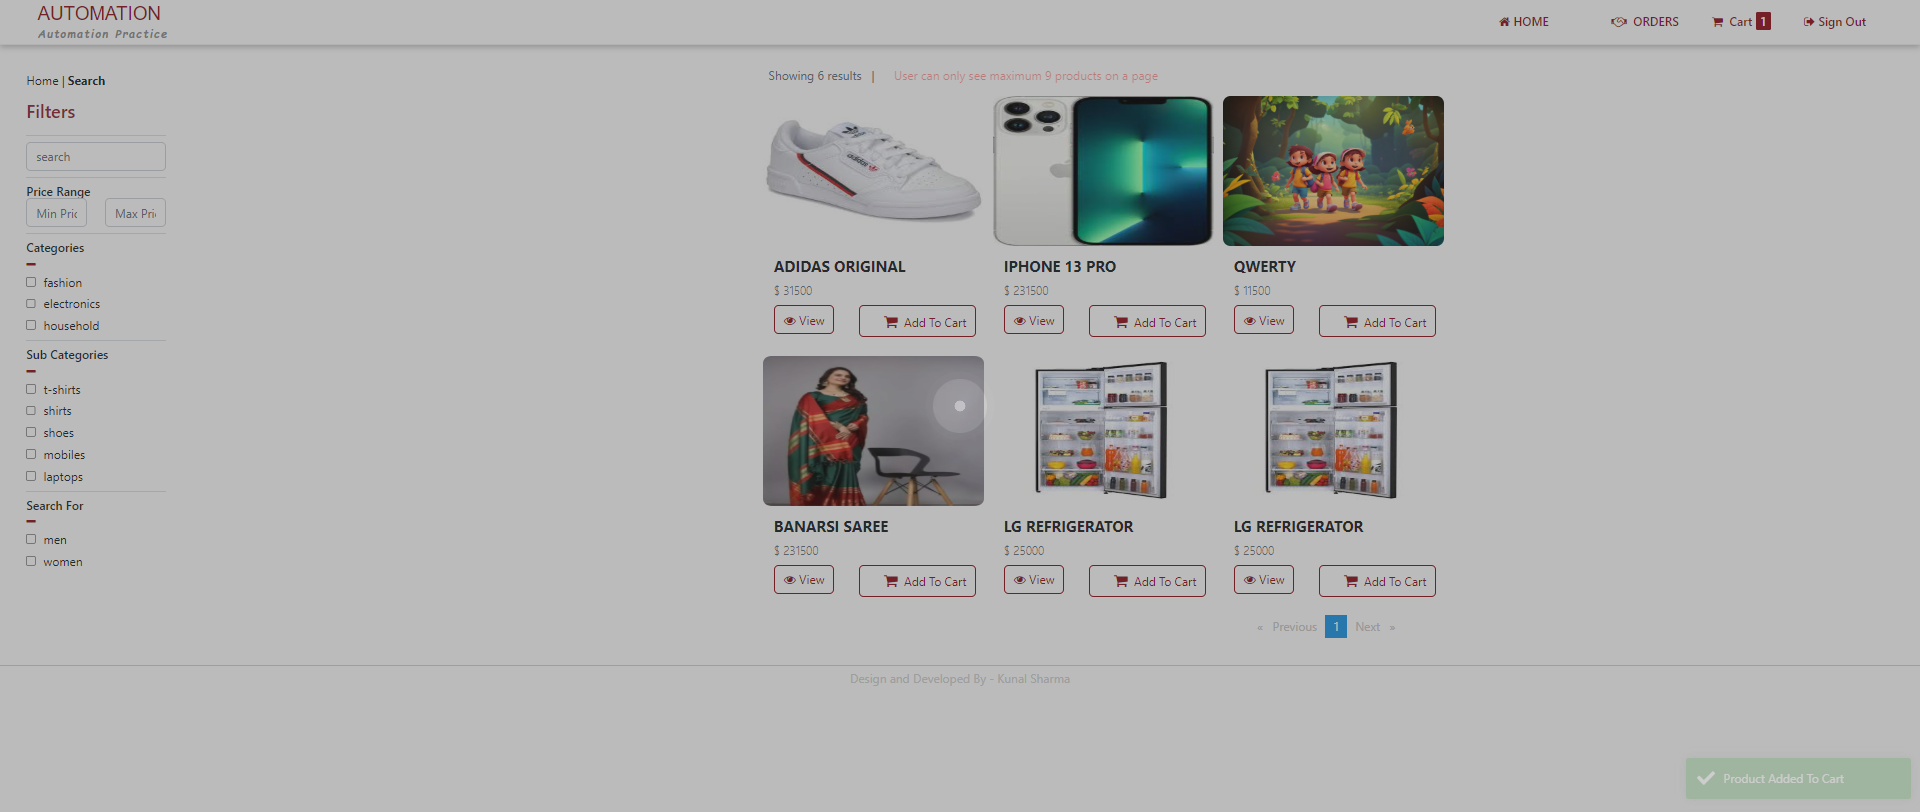 AUTOMATION
Automation Practice
HOME
ORDERS
Cart 1
Sign Out
Home | Search
Filters
search
Price Range
Min Pric
Max Pri
Categories
fashion
electronics
household
Sub Categories
t-shirts
shirts
shoes
mobiles
laptops
Search For
men
women
Showing 6 results |
User can only see maximum 9 products on a page
adidas
ADIDAS ORIGINAL
$ 31500
View
Add To Cart
IPHONE 13 PRO
$ 231500
View
Add To Cart
QWERTY
$ 11500
View
Add To Cart
BANARSI SAREE
$ 231500
View
Add To Cart
LG REFRIGERATOR
$ 25000
View
Add To Cart
LG REFRIGERATOR
$ 25000
View
Add To Cart
« Previous 1 Next »
Design and Developed By - Kunal Sharma
Product Added To Cart